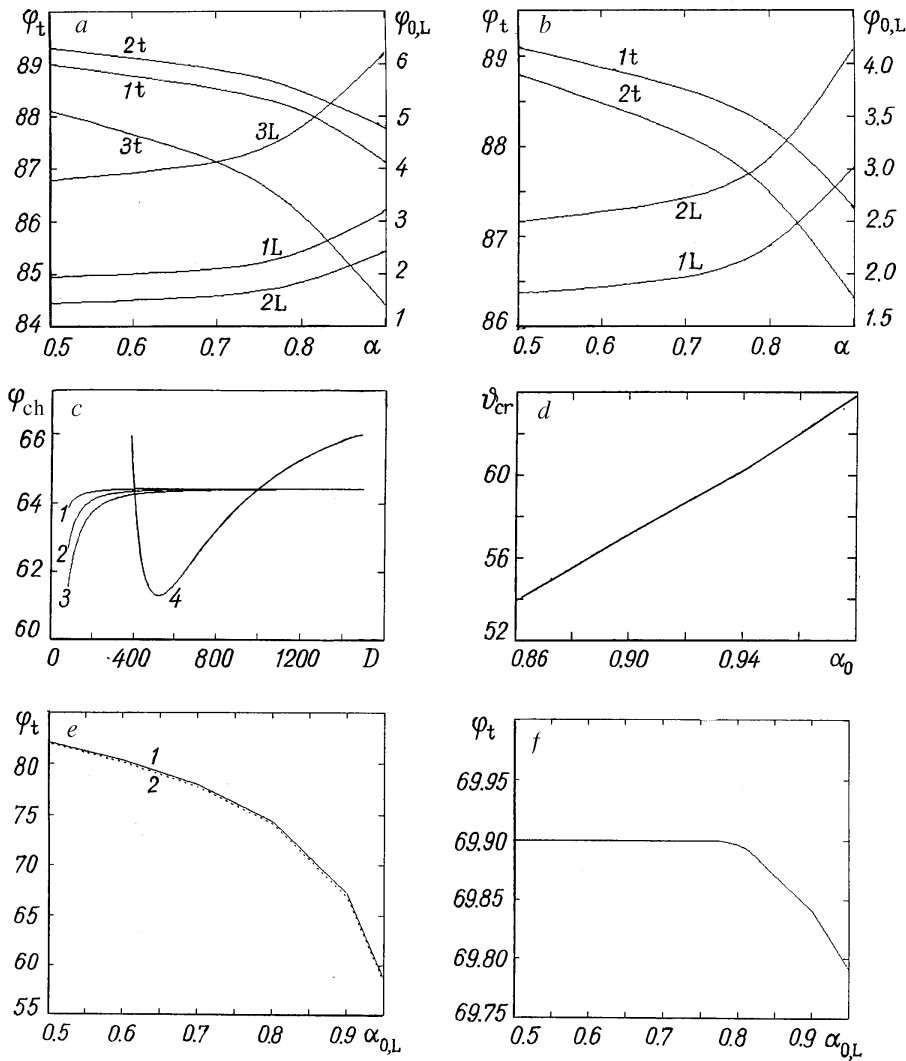 φt a φ0,L
89 88 87 86 85 84
2t
1t
3t
3L
1L
2L
6 5 4 3 2 1
0.5 0.6 0.7 0.8 α
φt b φ0,L
89 88 87 86
1t
2t
2L
1L
4.0 3.5 3.0 2.5 2.0 1.5
0.5 0.6 0.7 0.8 α
φch c
66 64 62 60
1
2
3
4
0 400 800 1200 D
ϑcr d
60 56 52
0.86 0.90 0.94 α0
φt e
80 75 70 65 60 55
1
2
0.5 0.6 0.7 0.8 0.9 α0,L
φt f
69.95 69.90 69.85 69.80 69.75
0.5 0.6 0.7 0.8 0.9 α0,L